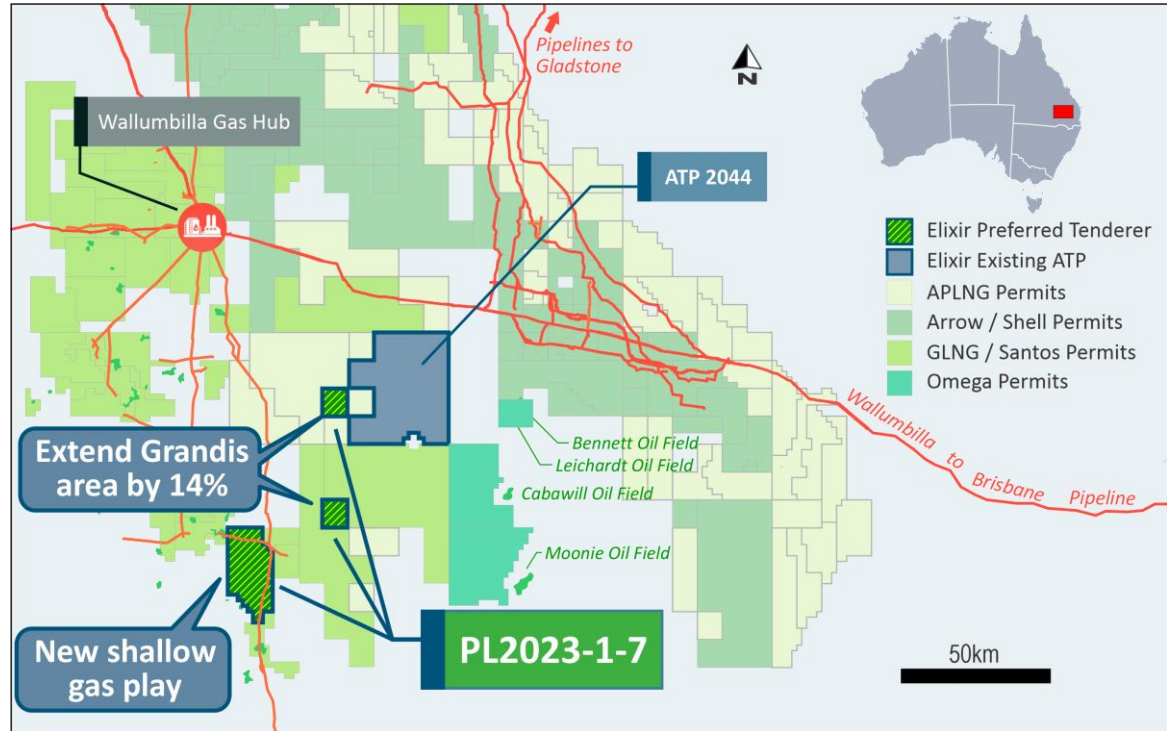 Pipelines to
Gladstone
N
Wallumbilla Gas Hub
ATP 2044
Elixir Preferred Tenderer
Elixir Existing ATP
APLNG Permits
Arrow / Shell Permits
GLNG / Santos Permits
Omega Permits
Wallumbilla to Brisbane Pipeline
Bennett Oil Field
Leichardt Oil Field
Cabawill Oil Field
Moonie Oil Field
Extend Grandis
area by 14%
New shallow
gas play
PL2023-1-7
50km